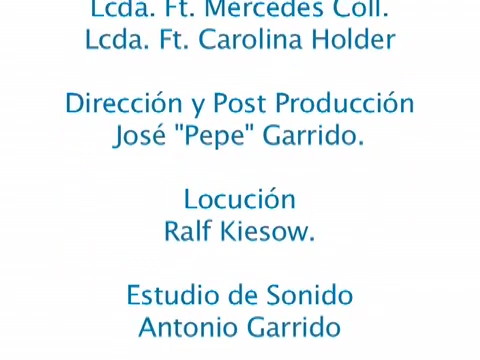 Lcda. Ft. Mercedes Coll.
Lcda. Ft. Carolina Holder
Dirección y Post Producción
José "Pepe" Garrido.
Locución
Ralf Kiesow.
Estudio de Sonido
Antonio Garrido